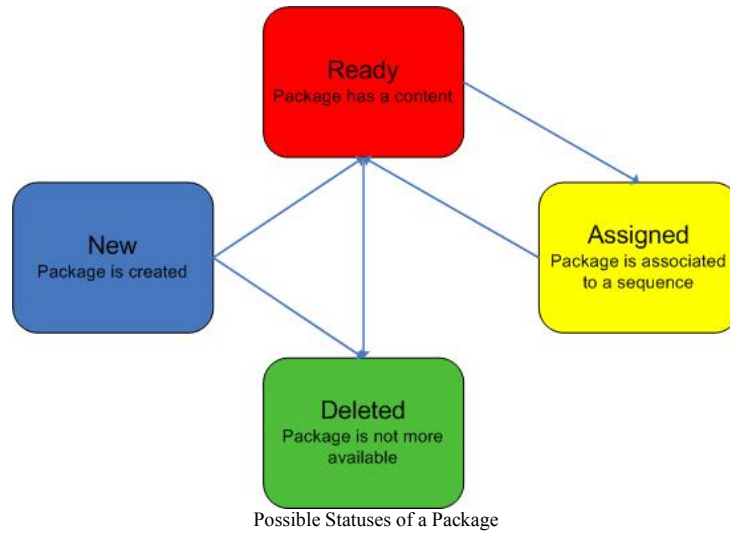 Ready
Package has a content
New
Package is created
Assigned
Package is associated
to a sequence
Deleted
Package is not more
available
Possible Statuses of a Package